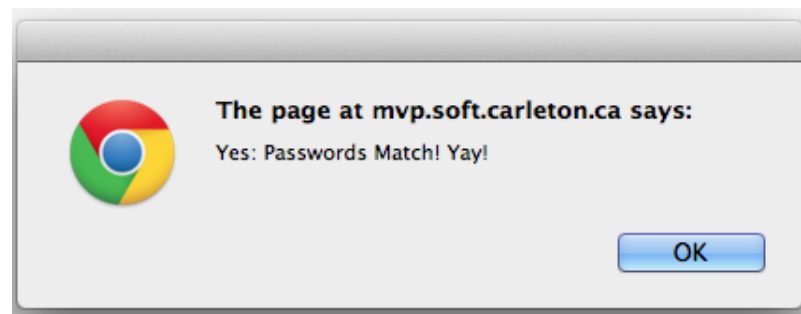 The page at mvp.soft.carleton.ca says:
Yes: Passwords Match! Yay!
OK